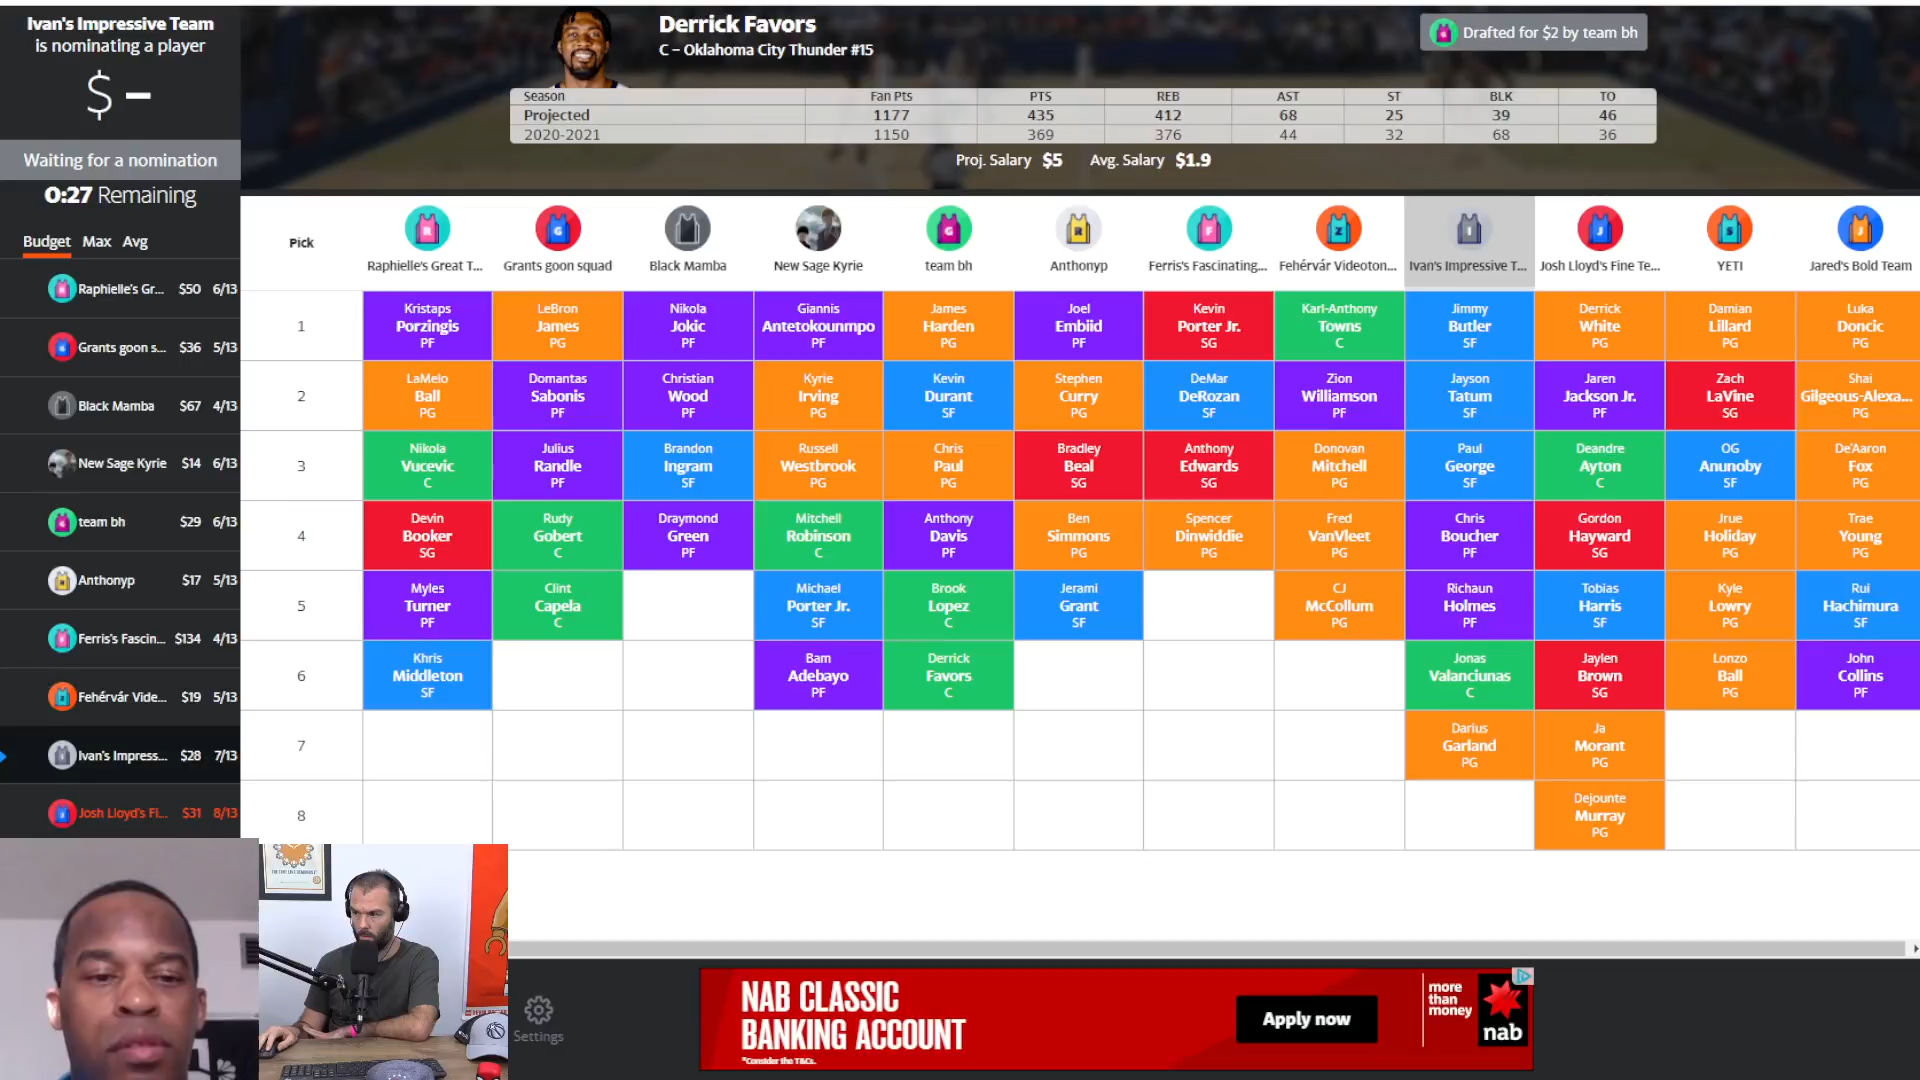 Ivan's Impressive Team
is nominating a player
$ –
Waiting for a nomination
0:27 Remaining
Budget Max Avg
Raphielle's Gr... $50 6/13
Grants goon s... $36 5/13
Black Mamba $67 4/13
New Sage Kyrie $14 6/13
team bh $29 6/13
Anthonyp $17 5/13
Ferris's Fascin... $134 4/13
Fehérvár Vide... $19 5/13
Ivan's Impress... $28 7/13
Josh Lloyd's Fi... $31 8/13
Derrick Favors
C – Oklahoma City Thunder #15
Drafted for $2 by team bh
Season Fan Pts PTS REB AST ST BLK TO
Projected 1177 435 412 68 25 39 46
2020-2021 1150 369 376 44 32 68 36
Proj. Salary $5 Avg. Salary $1.9
R G R F Z I J S J
Pick Raphielle's Great T... Grants goon squad Black Mamba New Sage Kyrie team bh Anthonyp Ferris's Fascinating... Fehérvár Videoton... Ivan's Impressive T... Josh Lloyd's Fine Te... YETI Jared's Bold Team
Kristaps LeBron Nikola Giannis James Joel Kevin Karl-Anthony Jimmy Derrick Damian Luka
1 Porzingis James Jokic Antetokounmpo Harden Embiid Porter Jr. Towns Butler White Lillard Doncic
PF PG PF PF PG PF SG C SF PG PG PG
LaMelo Domantas Christian Kyrie Kevin Stephen DeMar Zion Jayson Jaren Zach Shai
2 Ball Sabonis Wood Irving Durant Curry DeRozan Williamson Tatum Jackson Jr. LaVine Gilgeous-Alexa...
PG PF PF PG SF PG SF PF SF PF SG PG
Nikola Julius Brandon Russell Chris Bradley Anthony Donovan Paul Deandre OG De'Aaron
3 Vucevic Randle Ingram Westbrook Paul Beal Edwards Mitchell George Ayton Anunoby Fox
C PF SF PG PG SG SG PG SF C SF PG
Devin Rudy Draymond Mitchell Anthony Ben Spencer Fred Chris Gordon Jrue Trae
4 Booker Gobert Green Robinson Davis Simmons Dinwiddie VanVleet Boucher Hayward Holiday Young
SG C PF C PF PG PG PG PF SG PG PG
Myles Clint Michael Brook Jerami CJ Richaun Tobias Kyle Rui
5 Turner Capela Porter Jr. Lopez Grant McCollum Holmes Harris Lowry Hachimura
PF C SF C SF PG PF SF PG SF
Khris Bam Derrick Jonas Jaylen Lonzo John
6 Middleton Adebayo Favors Valanciunas Brown Ball Collins
SF PF C C SG PG PF
Darius Ja
7 Garland Morant
PG PG
Dejounte
8 Murray
PG
Settings
NAB CLASSIC
BANKING ACCOUNT
*Consider the T&Cs.
Apply now
more
than
money
nab